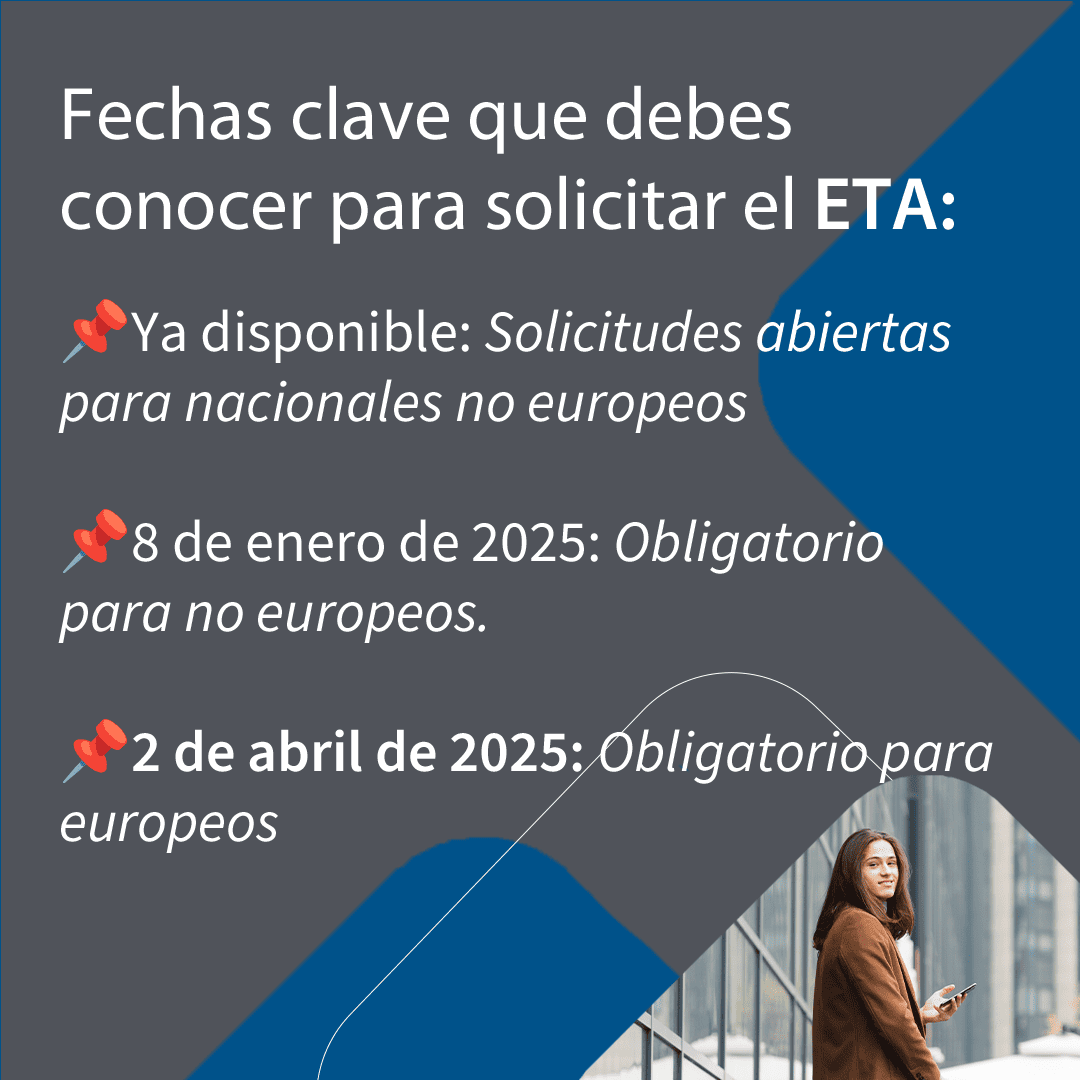 Fechas clave que debes
conocer para solicitar el ETA:
📌Ya disponible: Solicitudes abiertas
para nacionales no europeos
📌8 de enero de 2025: Obligatorio
para no europeos.
📌2 de abril de 2025: Obligatorio para
europeos